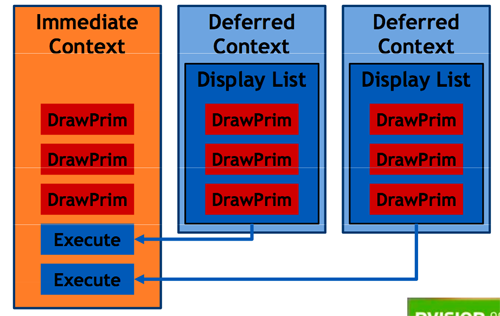 Immediate
Context
DrawPrim
DrawPrim
DrawPrim
Execute
Execute
Deferred
Context
Display List
DrawPrim
DrawPrim
DrawPrim
Deferred
Context
Display List
DrawPrim
DrawPrim
DrawPrim